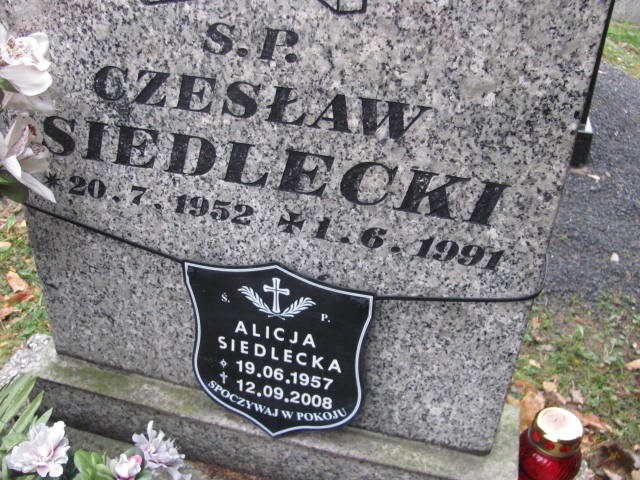 S.P.
CZESŁAW
SIEDLECKI
* 20.7.1952 ✠ 1.6.1991
Ś. P.
ALICJA
SIEDLECKA
✧ 19.06.1957
✝ 12.09.2008
SPOCZYWAJ W POKOJU